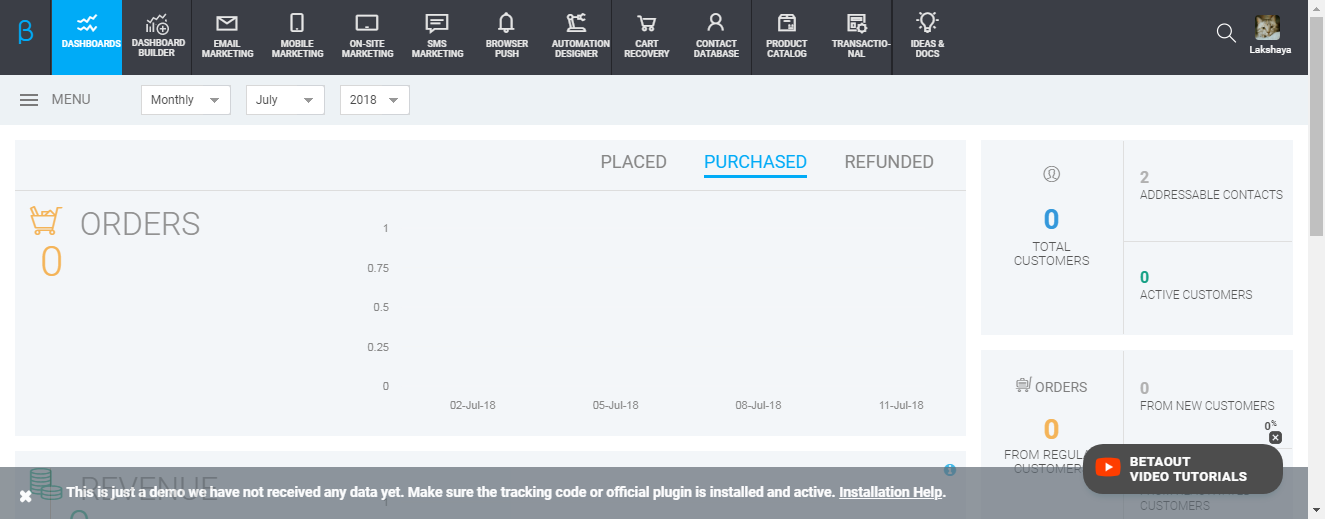 β
DASHBOARDS
DASHBOARD
BUILDER
EMAIL
MARKETING
MOBILE
MARKETING
ON-SITE
MARKETING
SMS
MARKETING
BROWSER
PUSH
AUTOMATION
DESIGNER
CART
RECOVERY
CONTACT
DATABASE
PRODUCT
CATALOG
TRANSACTIO-
NAL
IDEAS &
DOCS
Lakshaya
MENU
Monthly
July
2018
PLACED PURCHASED REFUNDED
ORDERS
0
1
0.75
0.5
0.25
0
02-Jul-18 05-Jul-18 08-Jul-18 11-Jul-18
0
TOTAL
CUSTOMERS
2
ADDRESSABLE CONTACTS
0
ACTIVE CUSTOMERS
ORDERS
0
FROM REGULA
CUSTOMER
0
FROM NEW CUSTOMERS
0%
REVENUE
This is just a demo we have not received any data yet. Make sure the tracking code or official plugin is installed and active. Installation Help.
BETAOUT
VIDEO TUTORIALS
CUSTOMERS